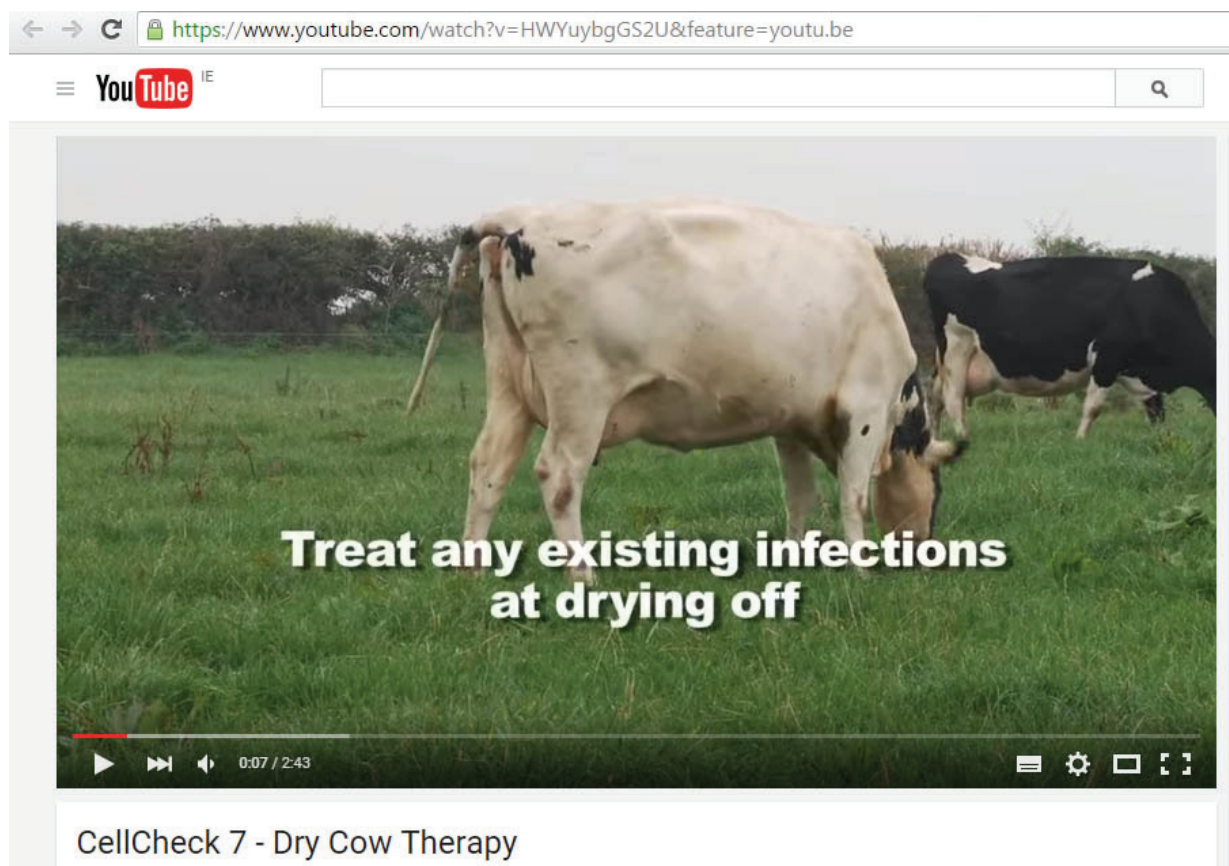 https://www.youtube.com/watch?v=HWYuybgGS2U&feature=youtu.be
YouTube IE
Treat any existing infections
at drying off
0:07 / 2:43
CellCheck 7 - Dry Cow Therapy